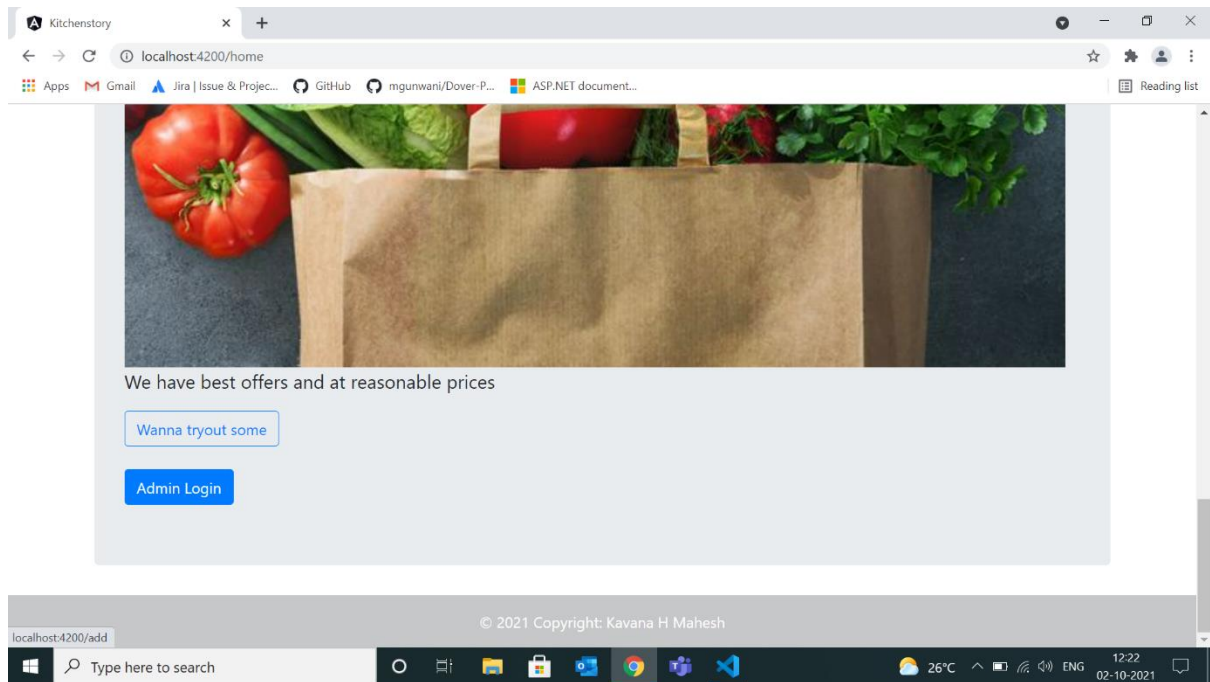 Kitchenstory
localhost:4200/home
Apps Gmail Jira | Issue & Projec... GitHub mgunwani/Dover-P... ASP.NET document... Reading list
We have best offers and at reasonable prices
Wanna tryout some
Admin Login
© 2021 Copyright: Kavana H Mahesh
localhost:4200/add
Type here to search 26°C ENG 12:22
02-10-2021